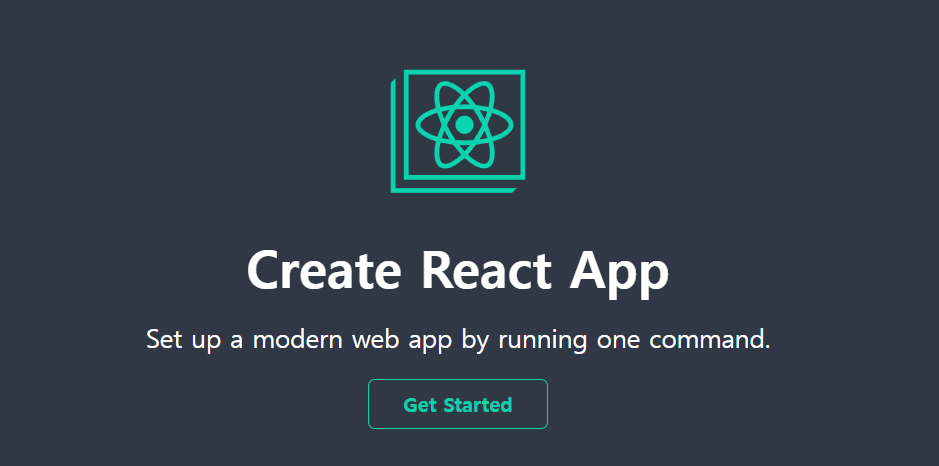 Create React App
Set up a modern web app by running one command.
Get Started